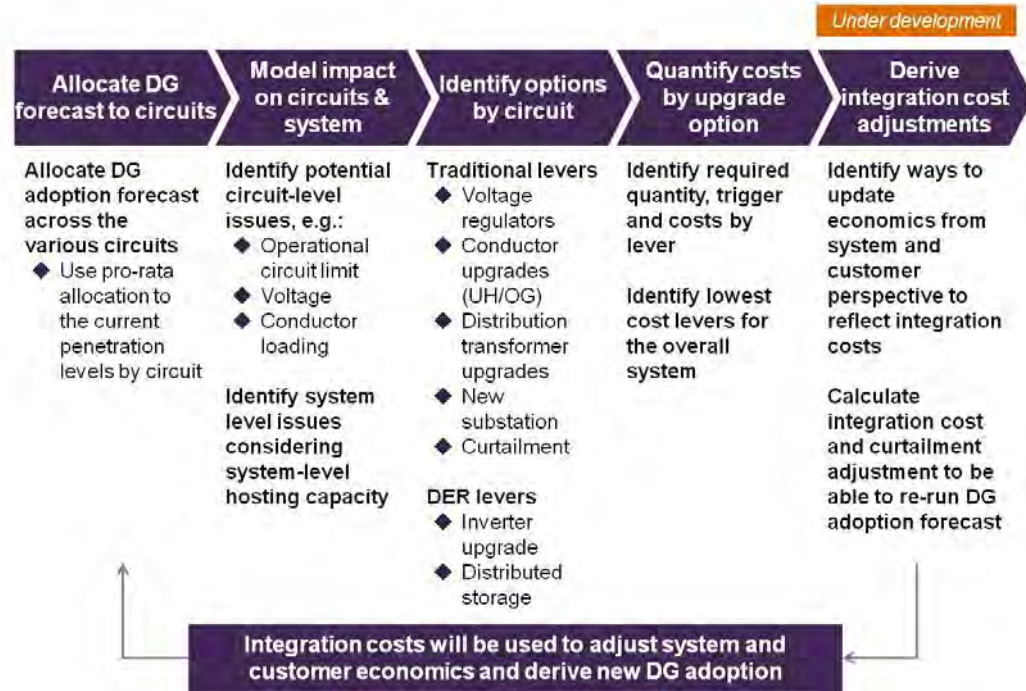 Under development
Allocate DG
forecast to circuits
Model impact
on circuits &
system
Identify options
by circuit
Quantify costs
by upgrade
option
Derive
integration cost
adjustments
Allocate DG
adoption forecast
across the
various circuits
◆ Use pro-rata
allocation to
the current
penetration
levels by circuit
Identify potential
circuit-level
issues, e.g.:
◆ Operational
circuit limit
◆ Voltage
◆ Conductor
loading
Identify system
level issues
considering
system-level
hosting capacity
Traditional levers
◆ Voltage
regulators
◆ Conductor
upgrades
(UH/OG)
◆ Distribution
transformer
upgrades
◆ New
substation
◆ Curtailment
DER levers
◆ Inverter
upgrade
◆ Distributed
storage
Identify required
quantity, trigger
and costs by
lever
Identify lowest
cost levers for
the overall
system
Identify ways to
update
economics from
system and
customer
perspective to
reflect integration
costs
Calculate
integration cost
and curtailment
adjustment to be
able to re-run DG
adoption forecast
Integration costs will be used to adjust system and
customer economics and derive new DG adoption